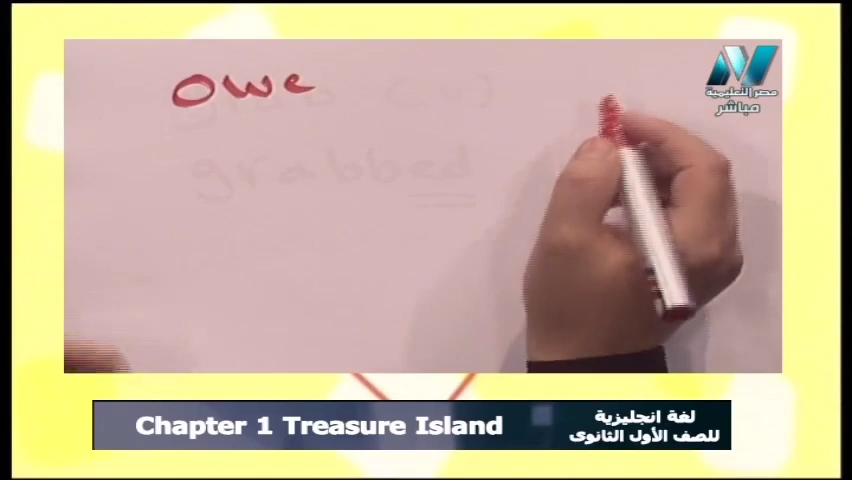 owe
grabbed
مصر التعليمية
مباشر
Chapter 1 Treasure Island
لغة انجليزية
للصف الأول الثانوى